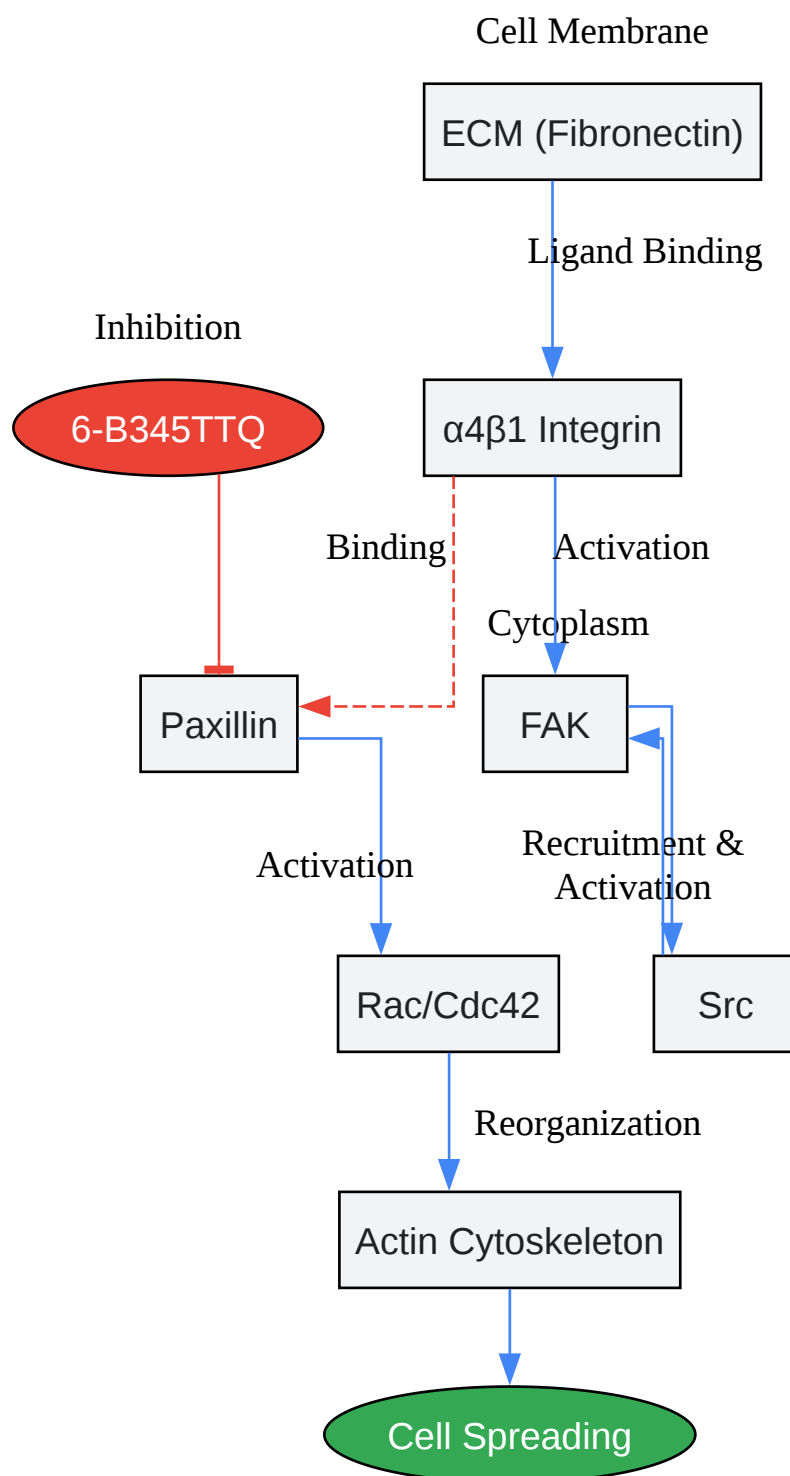 Cell Membrane
ECM (Fibronectin)
Ligand Binding
Inhibition
6-B345TTQ
α4β1 Integrin
Binding
Activation
Cytoplasm
Paxillin
FAK
Activation
Recruitment &
Activation
Rac/Cdc42
Src
Reorganization
Actin Cytoskeleton
Cell Spreading